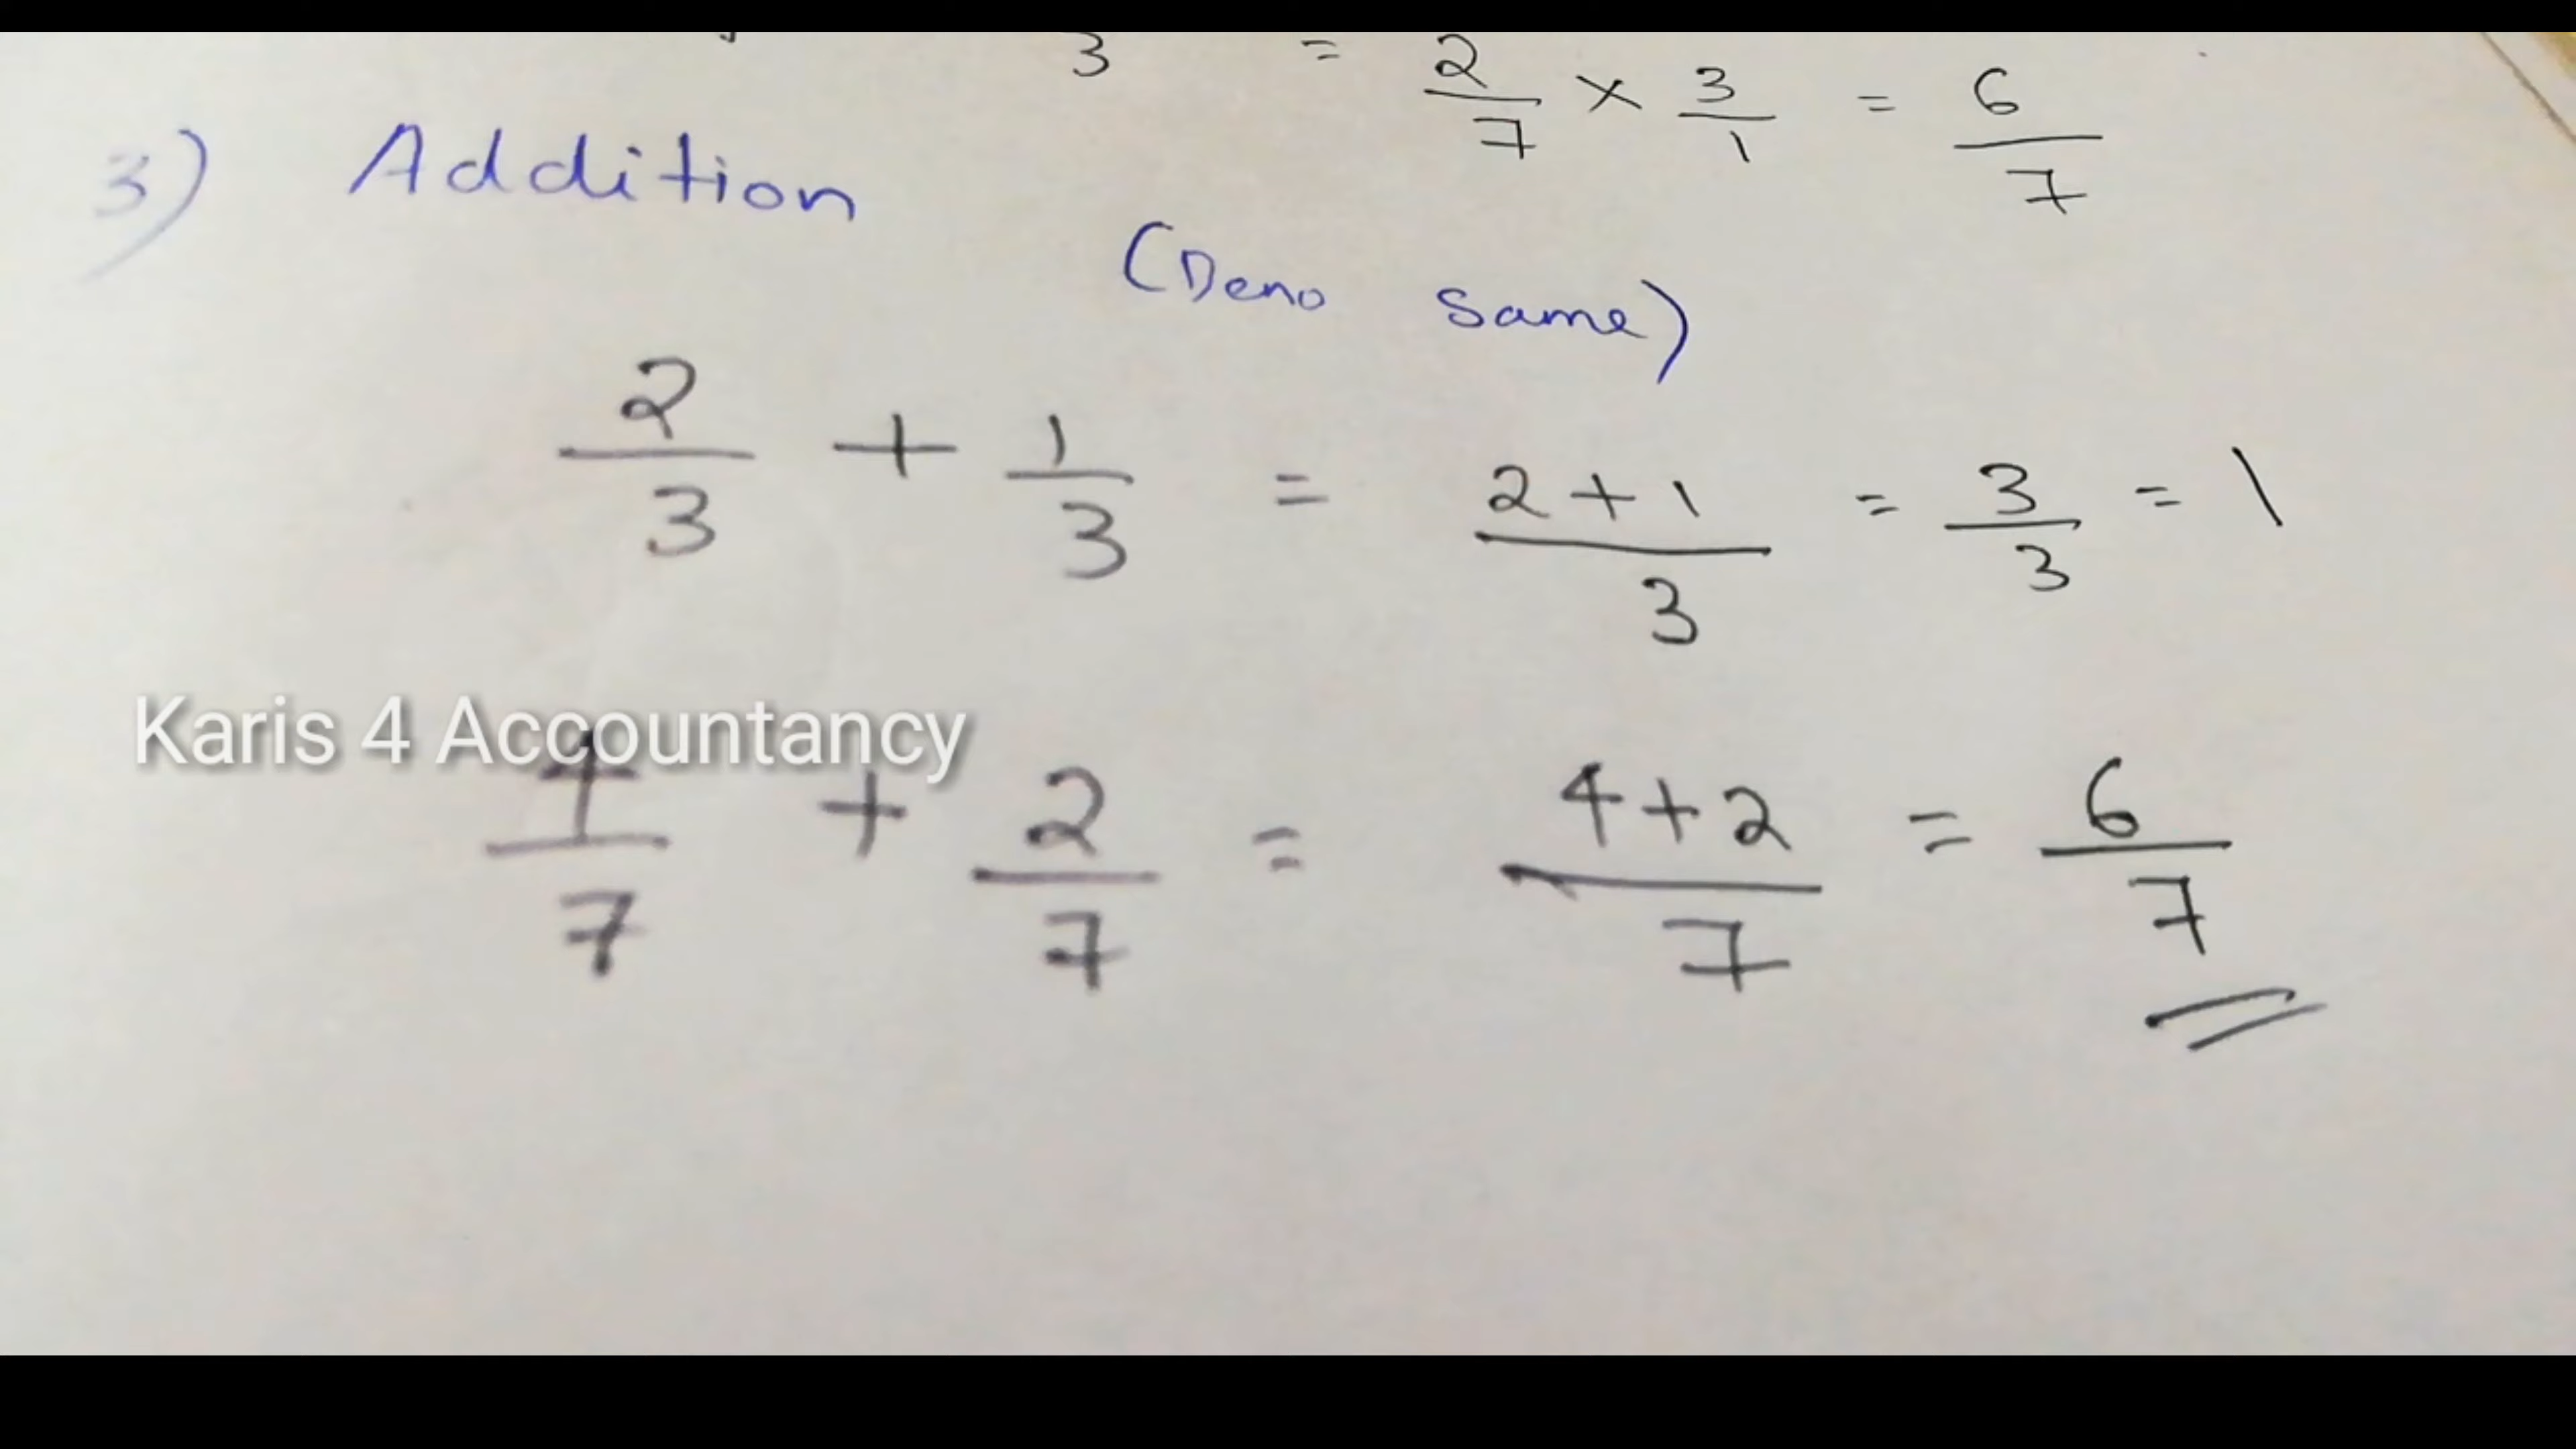 3 = 2/7 × 3/1 = 6/7
3) Addition
(Deno same)
2/3 + 1/3 = 2+1/3 = 3/3 = 1
Karis 4 Accountancy
4/7 + 2/7 = 4+2/7 = 6/7